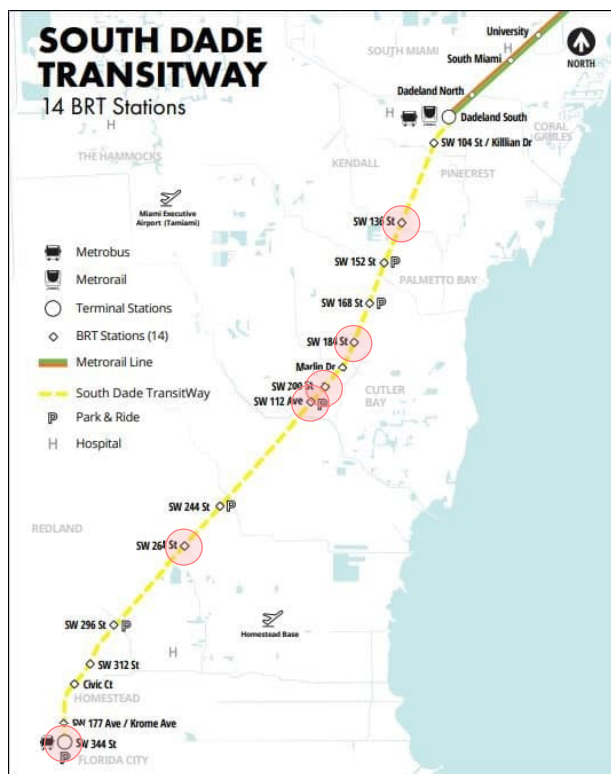 SOUTH DADE
TRANSITWAY
14 BRT Stations
University
SOUTH MIAMI
H
South Miami
NORTH
Dadeland North
H
H
Dadeland South
CORAL
GABLES
SW 104 St / Killlian Dr
THE HAMMOCKS
KENDALL
PINECREST
Miami Executive
Airport (Tamiami)
SW 136 St
Metrobus
SW 152 St
P
Metrorail
PALMETTO BAY
Terminal Stations
SW 168 St
P
BRT Stations (14)
SW 184 St
Metrorail Line
Marlin Dr
South Dade TransitWay
SW 200 St
CUTLER
BAY
SW 112 Ave
P
P
Park & Ride
H
Hospital
SW 244 St
P
REDLAND
SW 264 St
SW 296 St
P
Homestead Base
H
SW 312 St
Civic Ct
HOMESTEAD
SW 177 Ave / Krome Ave
SW 344 St
P
FLORIDA CITY